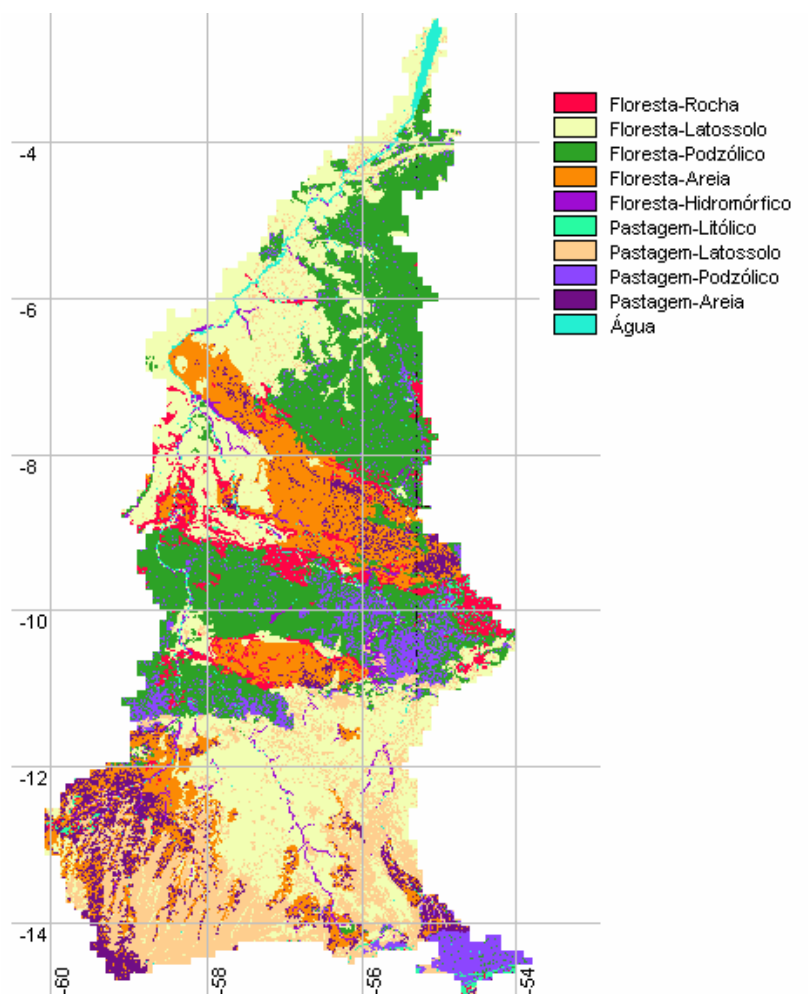 Floresta-Rocha
Floresta-Latossolo
Floresta-Podzólico
Floresta-Areia
Floresta-Hidromórfico
Pastagem-Litólico
Pastagem-Latossolo
Pastagem-Podzólico
Pastagem-Areia
Água
-4
-6
-8
-10
-12
-14
-60
-58
-56
-54